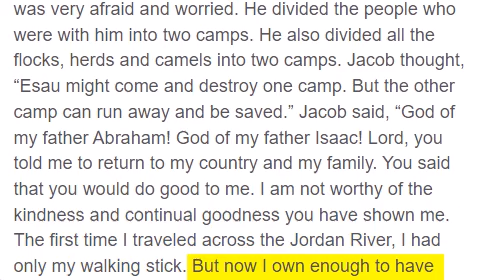 was very afraid and worried. He divided the people who
were with him into two camps. He also divided all the
flocks, herds and camels into two camps. Jacob thought,
“Esau might come and destroy one camp. But the other
camp can run away and be saved.” Jacob said, “God of
my father Abraham! God of my father Isaac! Lord, you
told me to return to my country and my family. You said
that you would do good to me. I am not worthy of the
kindness and continual goodness you have shown me.
The first time I traveled across the Jordan River, I had
only my walking stick. But now I own enough to have